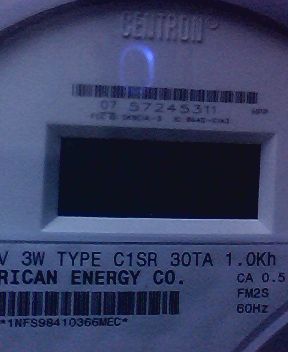 CENTRON
07 57245311
V 3W TYPE C1SR 30TA 1.0Kh
RICAN ENERGY CO. CA 0.5
FM2S
60Hz
*1NFS98410366MEC*